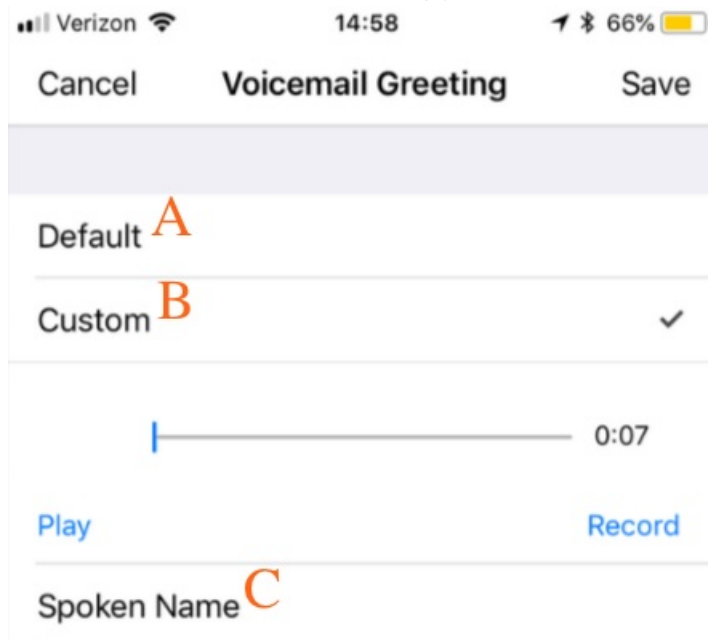 Verizon 14:58 66%
Cancel Voicemail Greeting Save
Default A
Custom B
0:07
Play Record
Spoken Name C